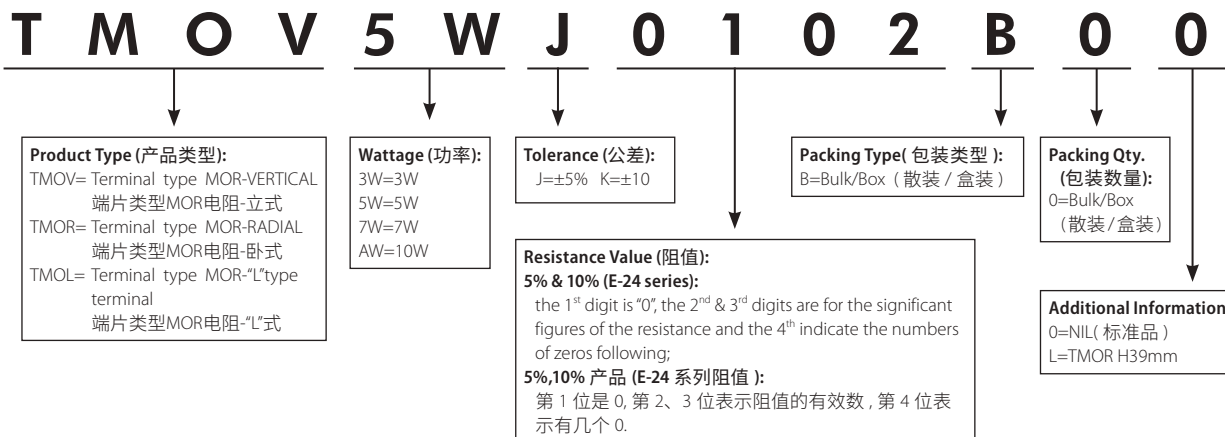 T M O V 5 W J 0 1 0 2 B 0 0
Product Type (产品类型):
TMOV= Terminal type MOR-VERTICAL
端片类型MOR电阻-立式
TMOR= Terminal type MOR-RADIAL
端片类型MOR电阻-卧式
TMOL= Terminal type MOR-“L”type
terminal
端片类型MOR电阻-“L”式
Wattage (功率):
3W=3W
5W=5W
7W=7W
AW=10W
Tolerance (公差):
J=±5% K=±10
Resistance Value (阻值):
5% & 10% (E-24 series):
the 1st digit is “0”, the 2nd & 3rd digits are for the significant
figures of the resistance and the 4th indicate the numbers
of zeros following;
5%,10% 产品 (E-24 系列阻值 ):
第 1 位是 0, 第 2、3 位表示阻值的有效数 , 第 4 位表
示有几个 0.
Packing Type( 包装类型 ):
B=Bulk/Box ( 散装 / 盒装 )
Packing Qty.
(包装数量):
0=Bulk/Box
(散装/盒装)
Additional Information
0=NIL( 标准品 )
L=TMOR H39mm